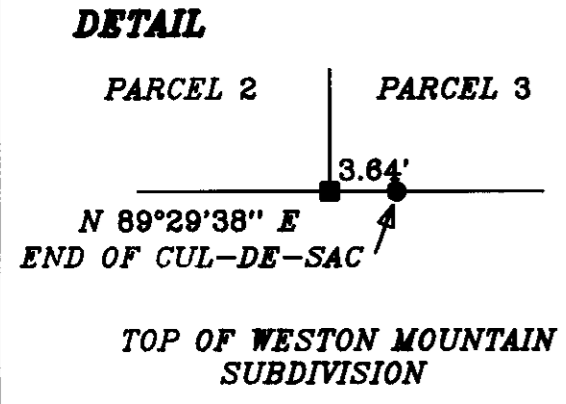 DETAIL
PARCEL 2 PARCEL 3
3.64'
N 89°29'38" E
END OF CUL-DE-SAC
TOP OF WESTON MOUNTAIN
SUBDIVISION